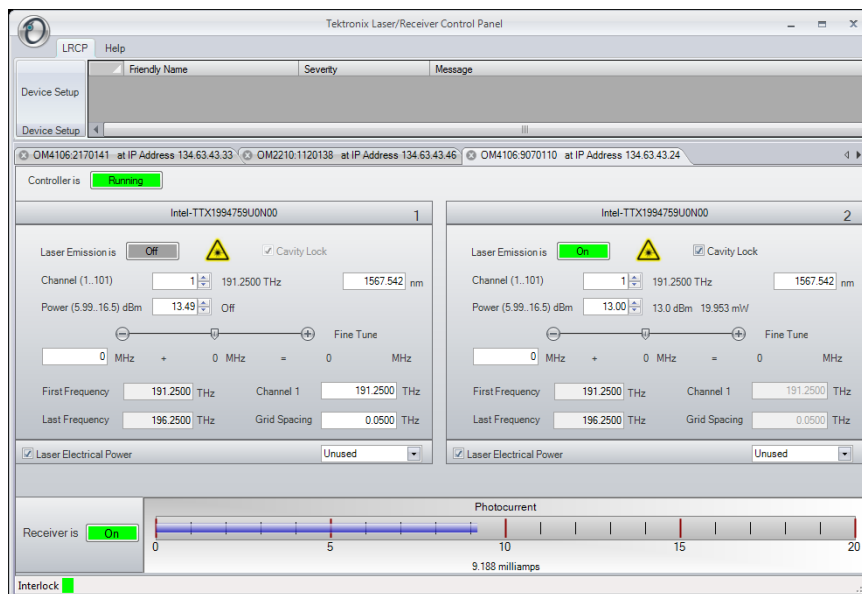 Tektronix Laser/Receiver Control Panel
LRCP Help
Friendly Name Severity Message
Device Setup
Device Setup
OM4106:2170141 at IP Address 134.63.43.33 OM2210:1120138 at IP Address 134.63.43.46 OM4106:9070110 at IP Address 134.63.43.24
Controller is Running
Intel-TTX1994759U0N00 1
Laser Emission is Off Cavity Lock
Channel (1..101) 1 191.2500 THz 1567.542 nm
Power (5.99..16.5) dBm 13.49 Off
Fine Tune
0 MHz + 0 MHz = 0 MHz
First Frequency 191.2500 THz Channel 1 191.2500 THz
Last Frequency 196.2500 THz Grid Spacing 0.0500 THz
Laser Electrical Power Unused
Intel-TTX1994759U0N00 2
Laser Emission is On Cavity Lock
Channel (1..101) 1 191.2500 THz 1567.542 nm
Power (5.99..16.5) dBm 13.00 13.0 dBm 19.953 mW
Fine Tune
0 MHz + 0 MHz = 0 MHz
First Frequency 191.2500 THz Channel 1 191.2500 THz
Last Frequency 196.2500 THz Grid Spacing 0.0500 THz
Laser Electrical Power Unused
Photocurrent
Receiver is On
0 5 10 15 20
9.188 milliamps
Interlock